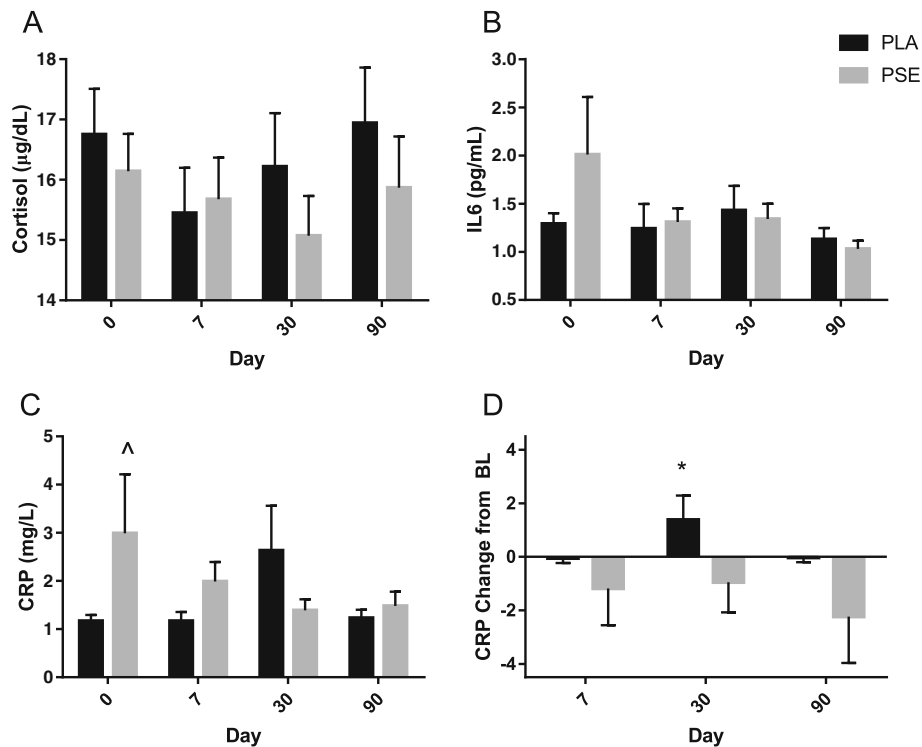 A
Cortisol (μg/dL)
18
17
16
15
14
0 7 30 90
Day
B
IL6 (pg/mL)
3.0
2.5
2.0
1.5
1.0
0.5
0 7 30 90
Day
PLA
PSE
C
CRP (mg/L)
5
4
3
2
1
0
^
0 7 30 90
Day
D
CRP Change from BL
4
2
0
-2
-4
*
7 30 90
Day